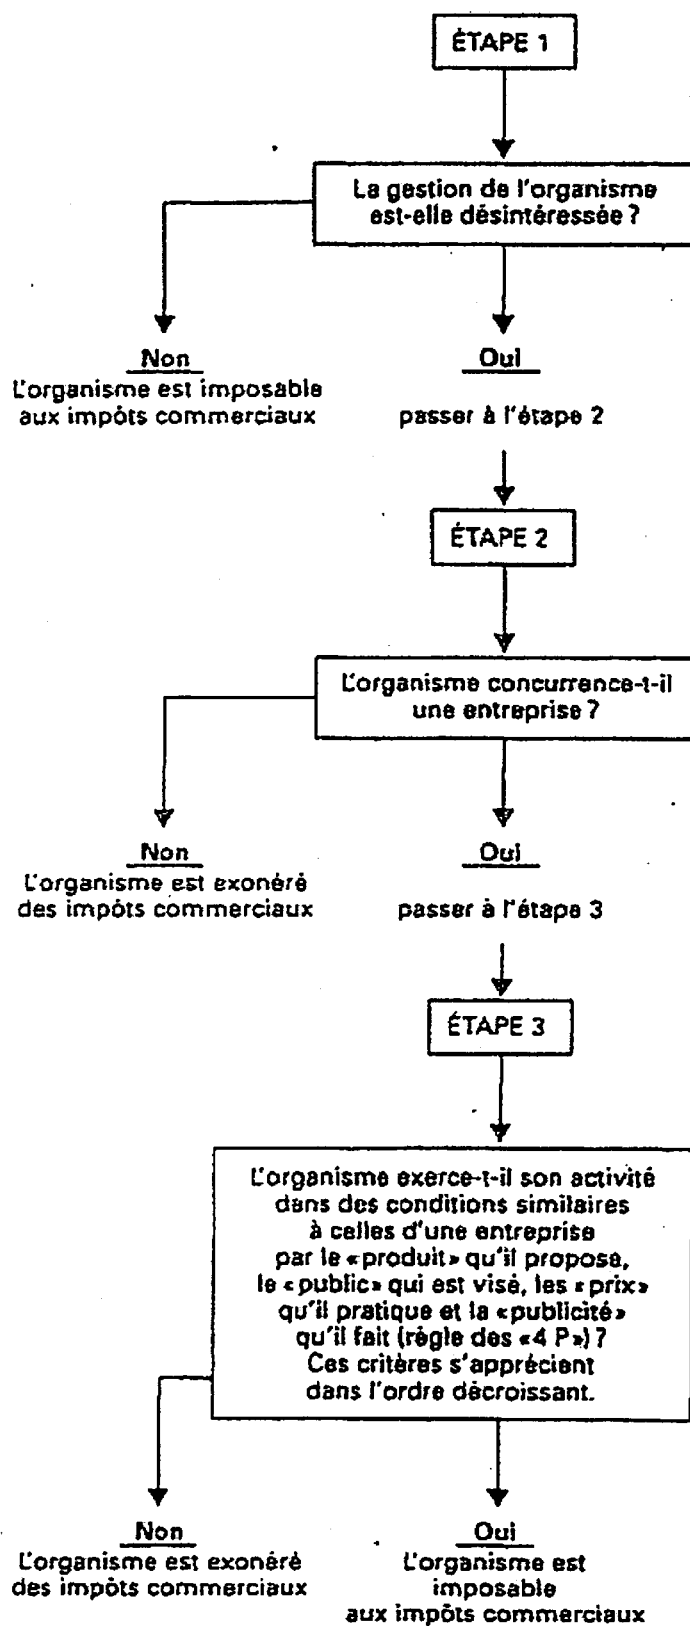 ÉTAPE 1
La gestion de l'organisme
est-elle désintéressée ?
Non
L'organisme est imposable
aux impôts commerciaux
Oui
passer à l'étape 2
ÉTAPE 2
L'organisme concurrence-t-il
une entreprise ?
Non
L'organisme est exonéré
des impôts commerciaux
Oui
passer à l'étape 3
ÉTAPE 3
L'organisme exerce-t-il son activité
dans des conditions similaires
à celles d'une entreprise
par le «produit» qu'il propose,
le «public» qui est visé, les «prix»
qu'il pratique et la «publicité»
qu'il fait (règle des «4 P») ?
Ces critères s'apprécient
dans l'ordre décroissant.
Non
L'organisme est exonéré
des impôts commerciaux
Oui
L'organisme est
imposable
aux impôts commerciaux